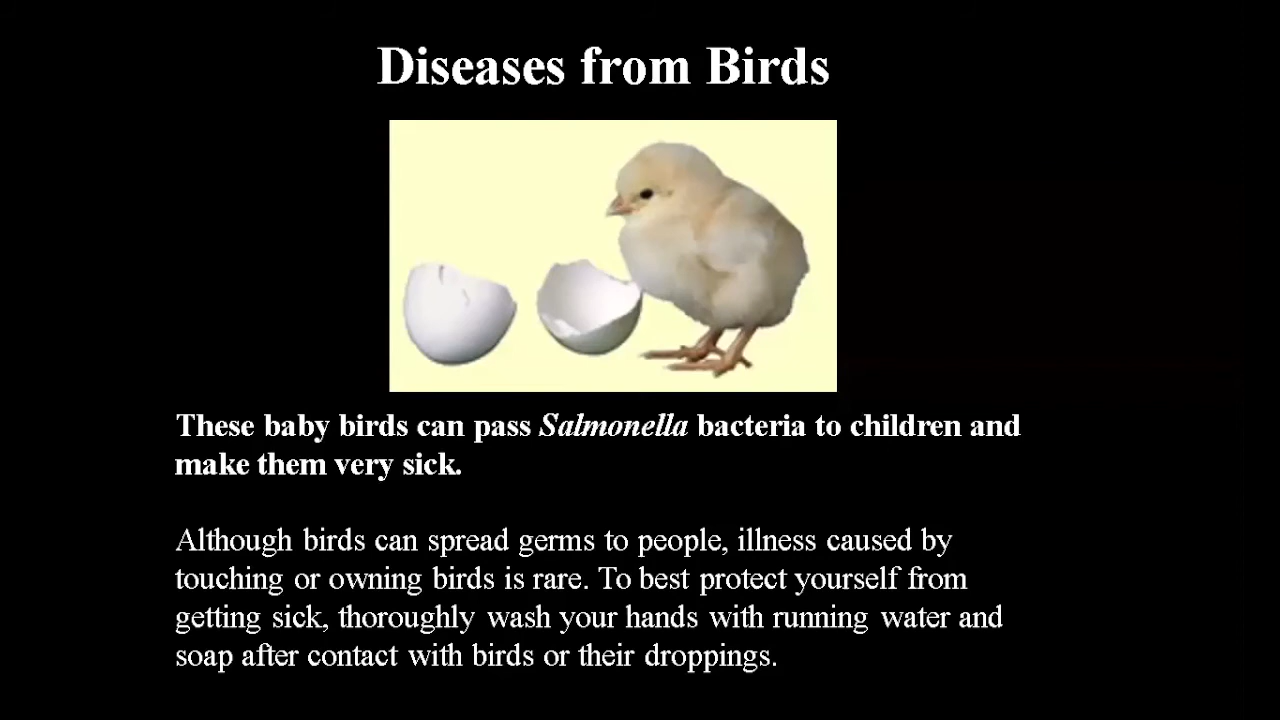 Diseases from Birds
These baby birds can pass Salmonella bacteria to children and
make them very sick.
Although birds can spread germs to people, illness caused by
touching or owning birds is rare. To best protect yourself from
getting sick, thoroughly wash your hands with running water and
soap after contact with birds or their droppings.